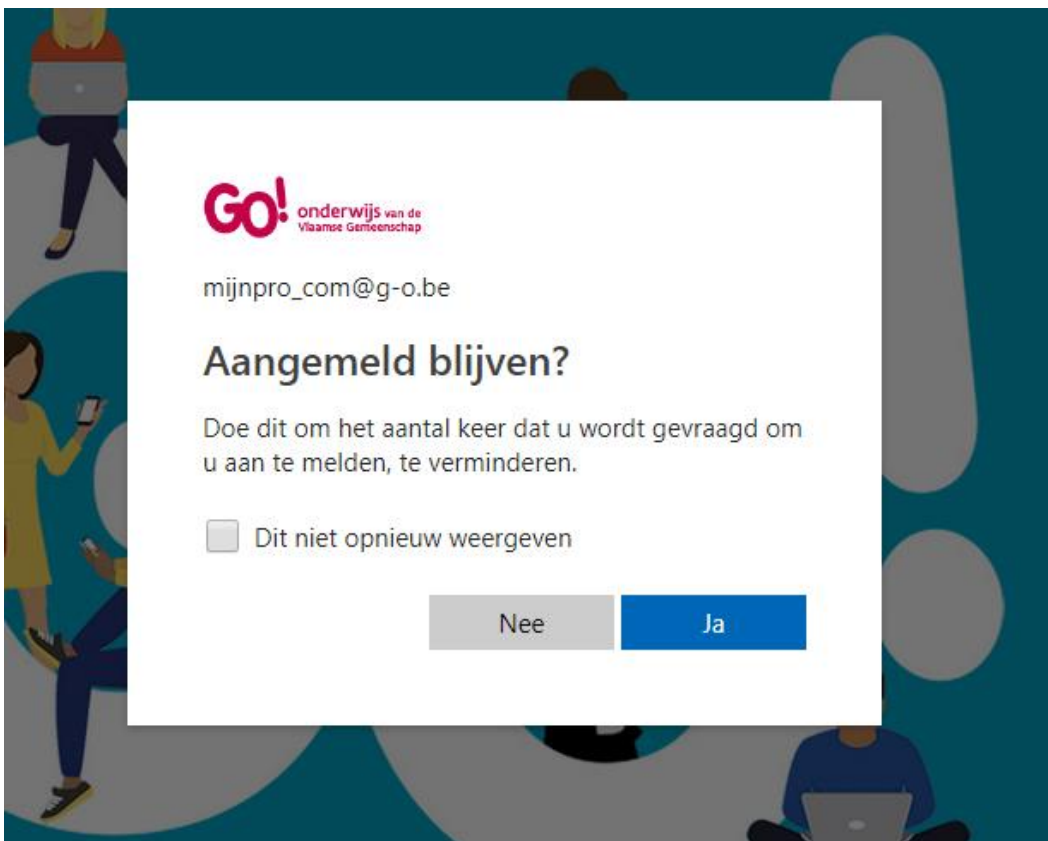 GO! onderwijs van de
Vlaamse Gemeenschap
mijnpro_com@g-o.be
Aangemeld blijven?
Doe dit om het aantal keer dat u wordt gevraagd om
u aan te melden, te verminderen.
Dit niet opnieuw weergeven
Nee Ja